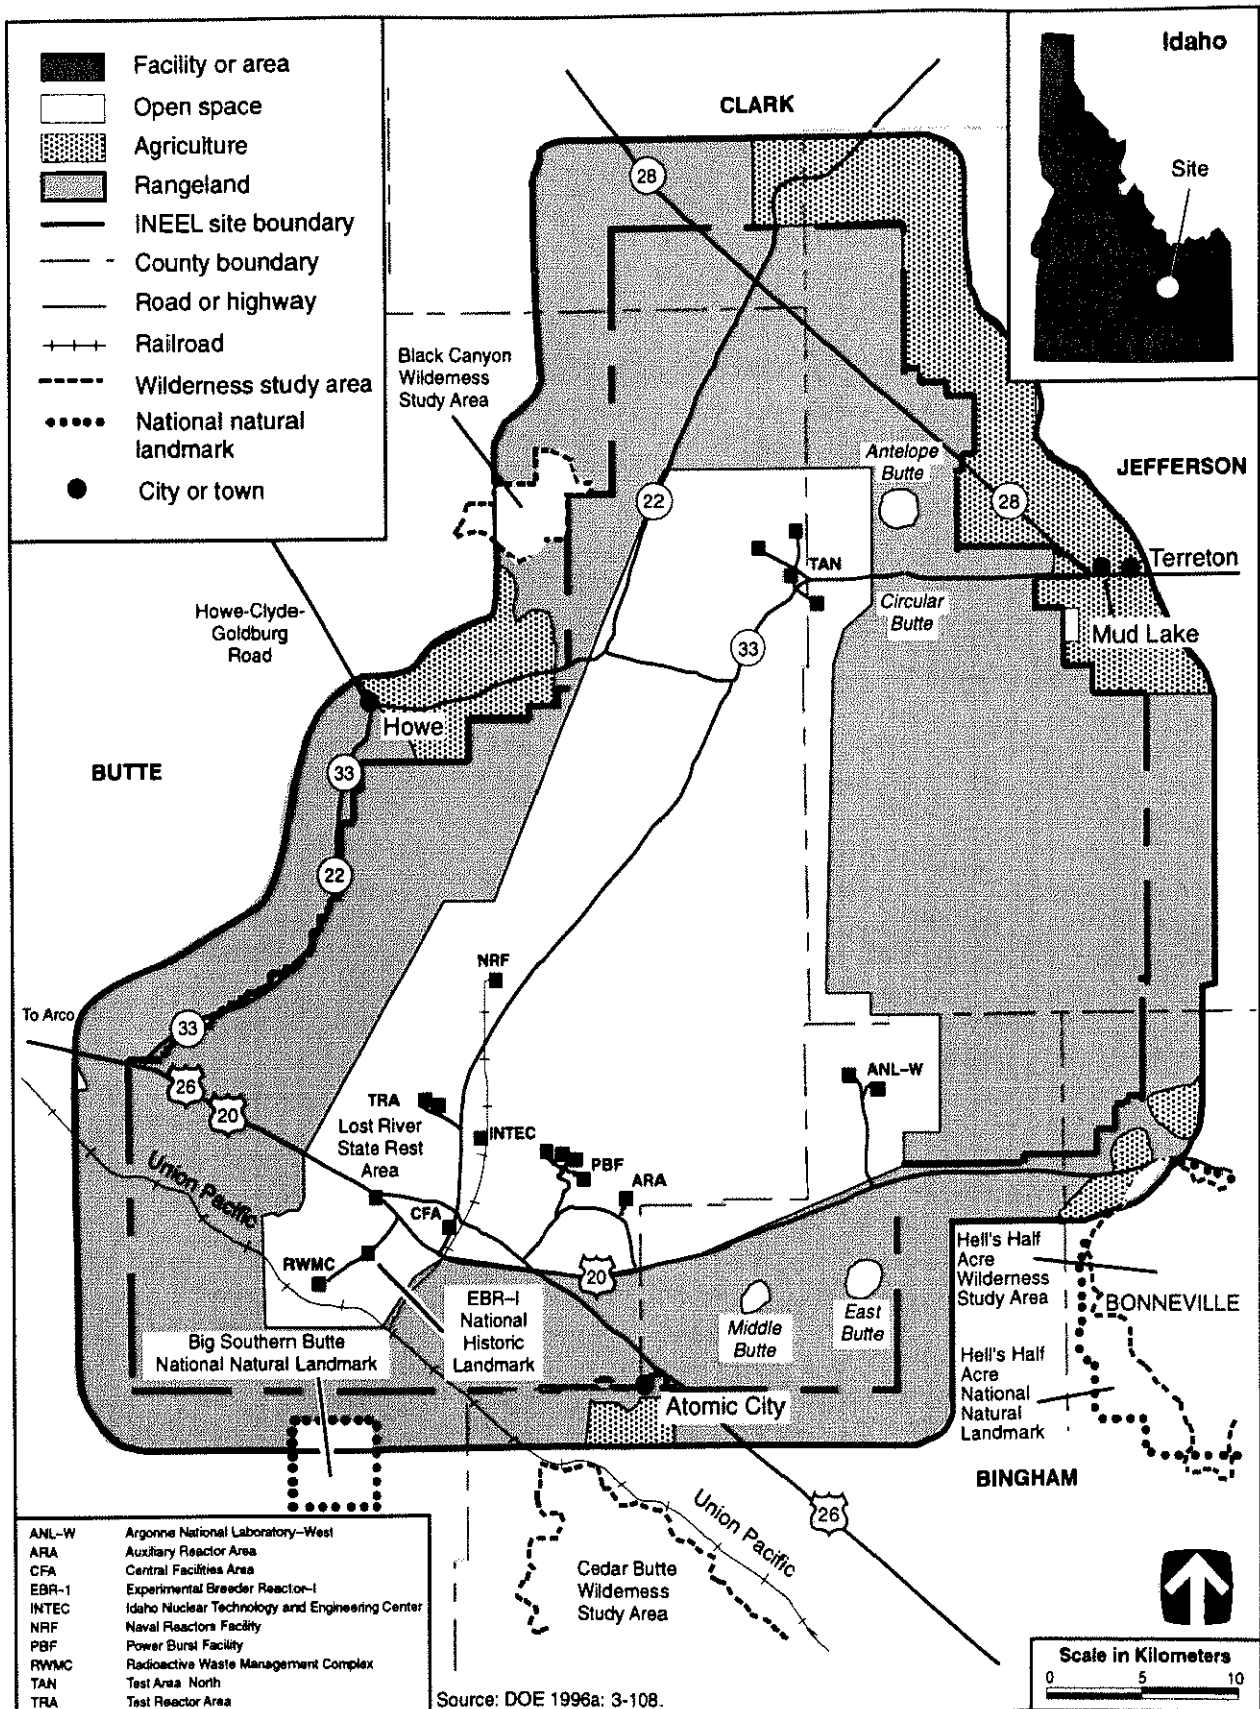 Facility or area
Open space
Agriculture
Rangeland
INEEL site boundary
County boundary
Road or highway
Railroad
Wilderness study area
National natural
landmark
City or town
Idaho
Site
CLARK
28
Black Canyon
Wilderness
Study Area
22
Antelope
Butte
28
JEFFERSON
TAN
Terreton
Circular
Butte
Mud Lake
Howe-Clyde-
Goldburg
Road
33
Howe
BUTTE
33
22
NRF
To Arco
33
26
20
ANL-W
TRA
Lost River
State Rest
Area
INTEC
PBF
ARA
Union Pacific
CFA
RWMC
20
Hell's Half
Acre
Wilderness
Study Area
BONNEVILLE
EBR-I
National
Historic
Landmark
Middle
Butte
East
Butte
Big Southern Butte
National Natural Landmark
Hell's Half
Acre
National
Natural
Landmark
Atomic City
BINGHAM
Union Pacific
26
Cedar Butte
Wilderness
Study Area
ANL-W Argonne National Laboratory-West
ARA Auxiliary Reactor Area
CFA Central Facilities Area
EBR-1 Experimental Breeder Reactor-I
INTEC Idaho Nuclear Technology and Engineering Center
NRF Naval Reactors Facility
PBF Power Burst Facility
RWMC Radioactive Waste Management Complex
TAN Test Area North
TRA Test Reactor Area
Source: DOE 1996a: 3-108.
Scale in Kilometers
0 5 10